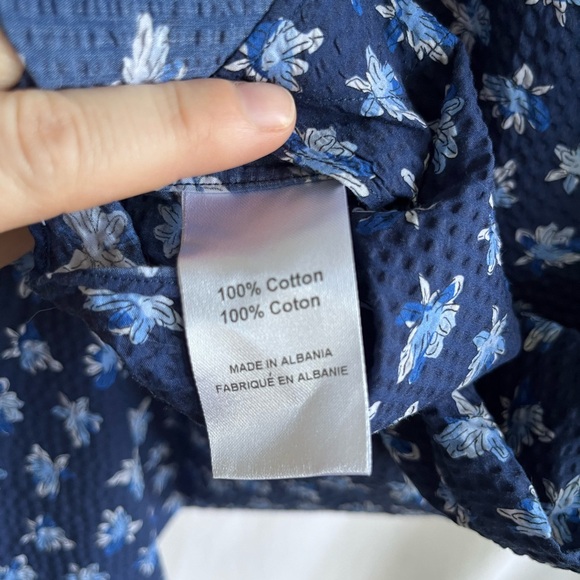 100% Cotton
100% Coton
MADE IN ALBANIA
FABRIQUÉ EN ALBANIE